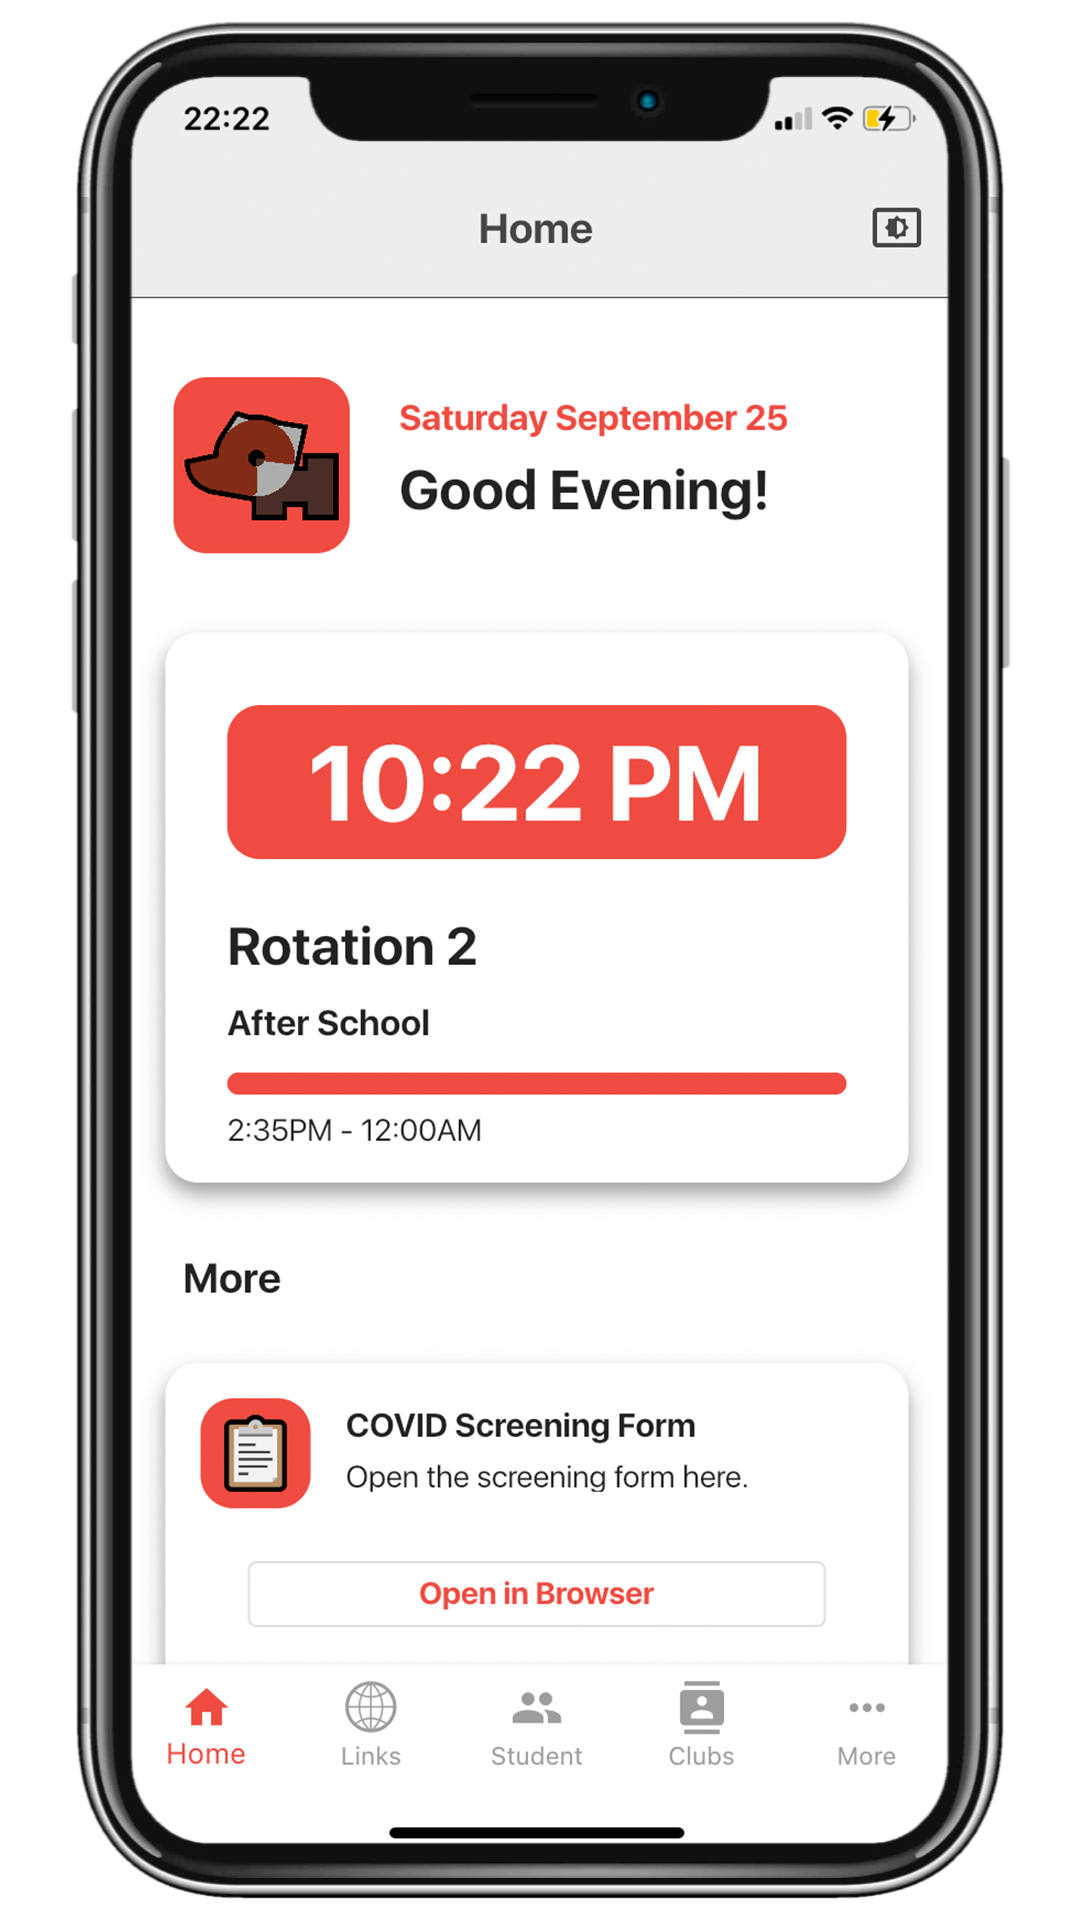 22:22
Home
Saturday September 25
Good Evening!
10:22 PM
Rotation 2
After School
2:35PM - 12:00AM
More
COVID Screening Form
Open the screening form here.
Open in Browser
Home Links Student Clubs More